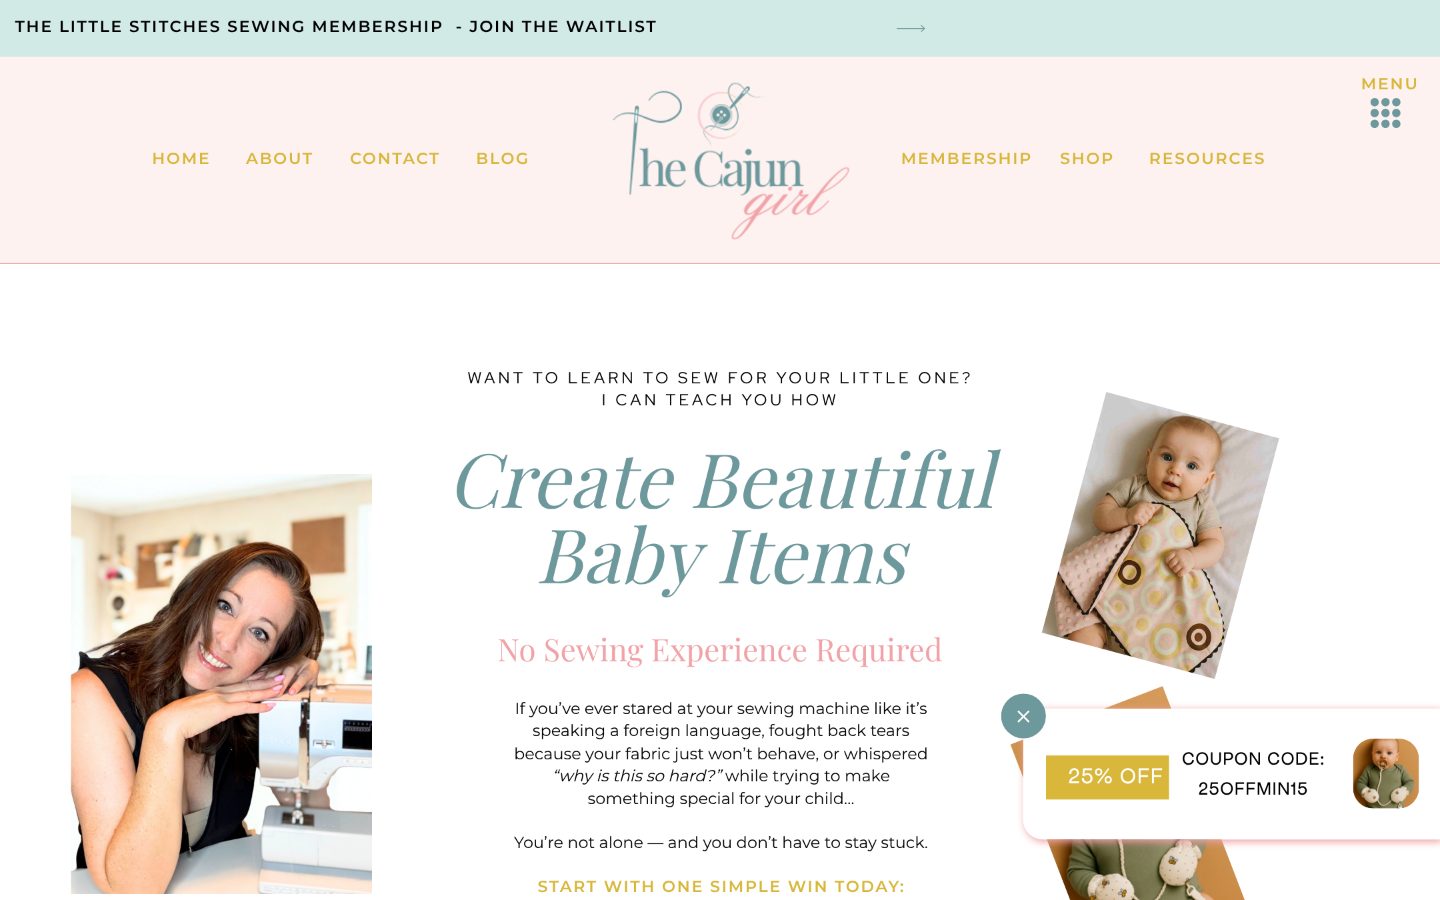 THE LITTLE STITCHES SEWING MEMBERSHIP - JOIN THE WAITLIST
MENU
HOME ABOUT CONTACT BLOG
The Cajun
girl
MEMBERSHIP SHOP RESOURCES
WANT TO LEARN TO SEW FOR YOUR LITTLE ONE?
I CAN TEACH YOU HOW
Create Beautiful
Baby Items
No Sewing Experience Required
If you’ve ever stared at your sewing machine like it’s
speaking a foreign language, fought back tears
because your fabric just won’t behave, or whispered
“why is this so hard?” while trying to make
something special for your child...
You’re not alone — and you don’t have to stay stuck.
START WITH ONE SIMPLE WIN TODAY:
25% OFF
COUPON CODE:
25OFFMIN15